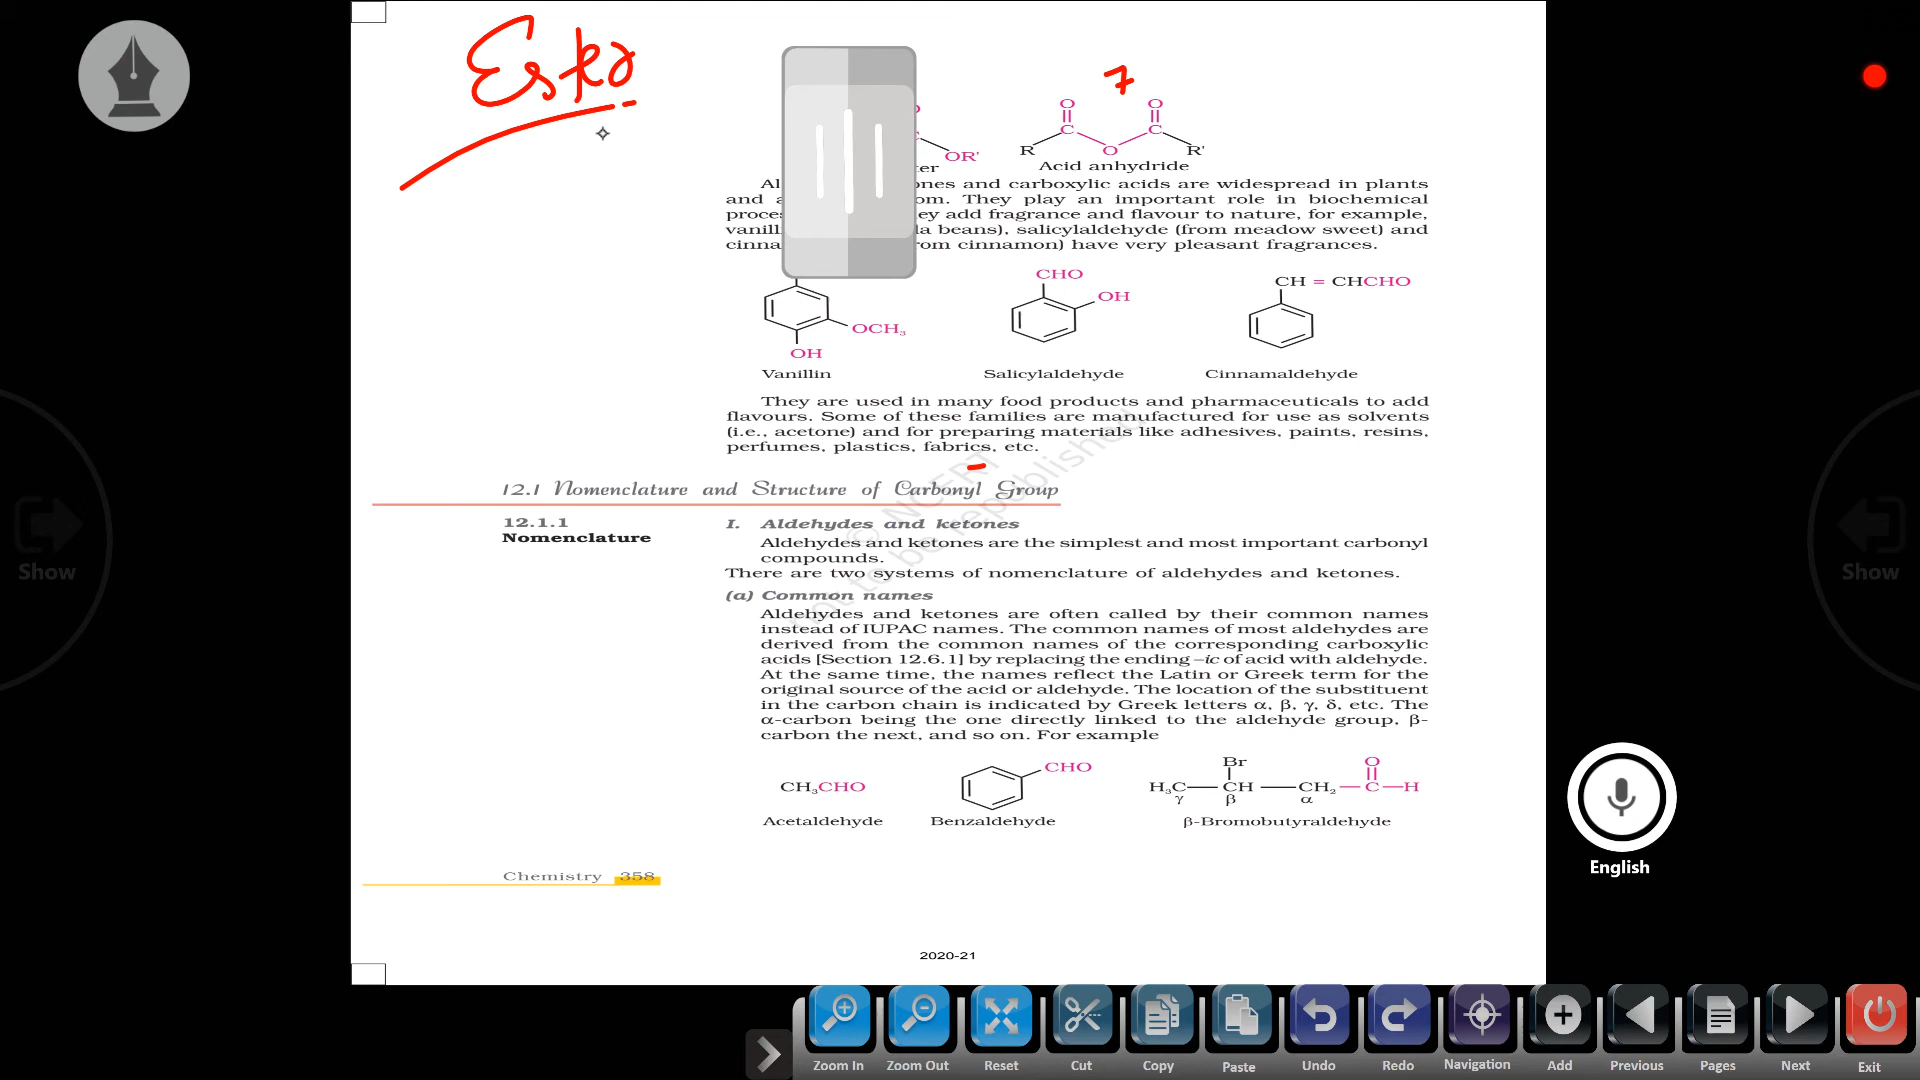 Esko
7
O O O
C C
OR' R O R'
ter Acid anhydride
Al ones and carboxylic acids are widespread in plants
and a om. They play an important role in biochemical
proces ey add fragrance and flavour to nature, for example,
vanilli la beans), salicylaldehyde (from meadow sweet) and
cinna rom cinnamon) have very pleasant fragrances.
CHO CH = CHCHO
OH
OCH₃
OH
Vanillin Salicylaldehyde Cinnamaldehyde
They are used in many food products and pharmaceuticals to add
flavours. Some of these families are manufactured for use as solvents
(i.e., acetone) and for preparing materials like adhesives, paints, resins,
perfumes, plastics, fabrics, etc.
12.1 Nomenclature and Structure of Carbonyl Group
12.1.1
Nomenclature
I. Aldehydes and ketones
Aldehydes and ketones are the simplest and most important carbonyl
compounds.
There are two systems of nomenclature of aldehydes and ketones.
(a) Common names
Aldehydes and ketones are often called by their common names
instead of IUPAC names. The common names of most aldehydes are
derived from the common names of the corresponding carboxylic
acids [Section 12.6.1] by replacing the ending –ic of acid with aldehyde.
At the same time, the names reflect the Latin or Greek term for the
original source of the acid or aldehyde. The location of the substituent
in the carbon chain is indicated by Greek letters α, β, γ, δ, etc. The
α-carbon being the one directly linked to the aldehyde group, β-
carbon the next, and so on. For example
Br O
CHO
CH₃CHO H₃C CH CH₂ C H
γ β α
Acetaldehyde Benzaldehyde β-Bromobutyraldehyde
© NCERT
not to be republished
Chemistry 358
2020-21
Show
Show
English
Zoom In Zoom Out Reset Cut Copy Paste Undo Redo Navigation Add Previous Pages Next Exit